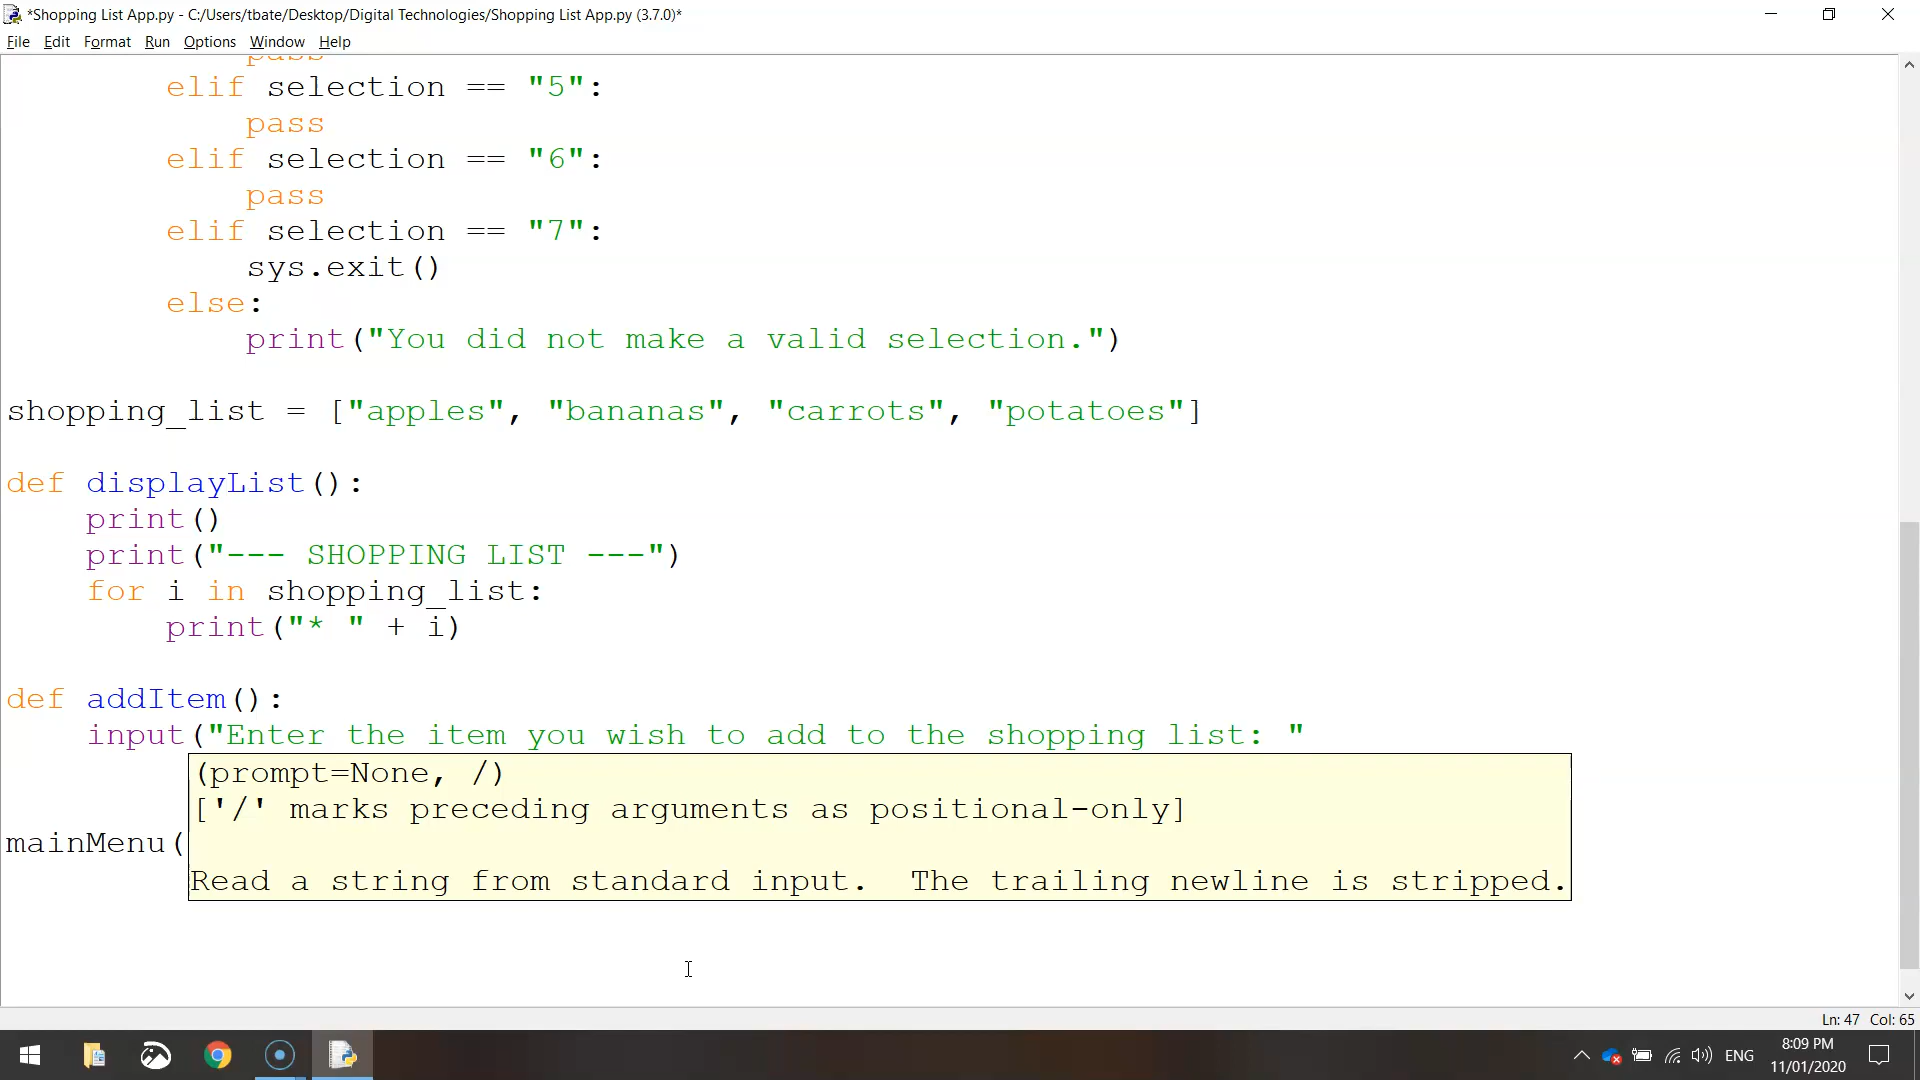 *Shopping List App.py - C:/Users/tbate/Desktop/Digital Technologies/Shopping List App.py (3.7.0)*
File Edit Format Run Options Window Help
pass
elif selection == "5":
pass
elif selection == "6":
pass
elif selection == "7":
sys.exit()
else:
print("You did not make a valid selection.")
shopping_list = ["apples", "bananas", "carrots", "potatoes"]
def displayList():
print()
print("--- SHOPPING LIST ---")
for i in shopping_list:
print("* " + i)
def addItem():
input("Enter the item you wish to add to the shopping list: "
(prompt=None, /)
['/' marks preceding arguments as positional-only]
mainMenu(
Read a string from standard input.  The trailing newline is stripped.
Ln: 47 Col: 65
ENG
8:09 PM
11/01/2020